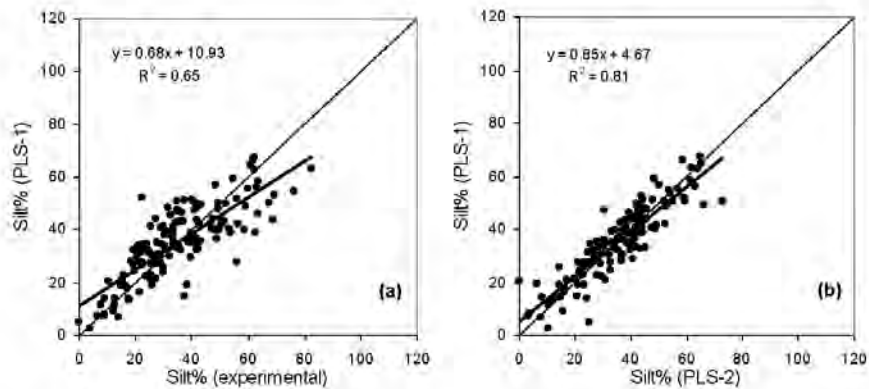 120
100
80
60
40
20
0
Silt% (PLS-1)
y = 0.68x + 10.93
R² = 0.65
(a)
0 20 40 60 80 100 120
Silt% (experimental)
120
100
80
60
40
20
0
Silt% (PLS-1)
y = 0.85x + 4.67
R² = 0.81
(b)
0 20 40 60 80 100 120
Silt% (PLS-2)